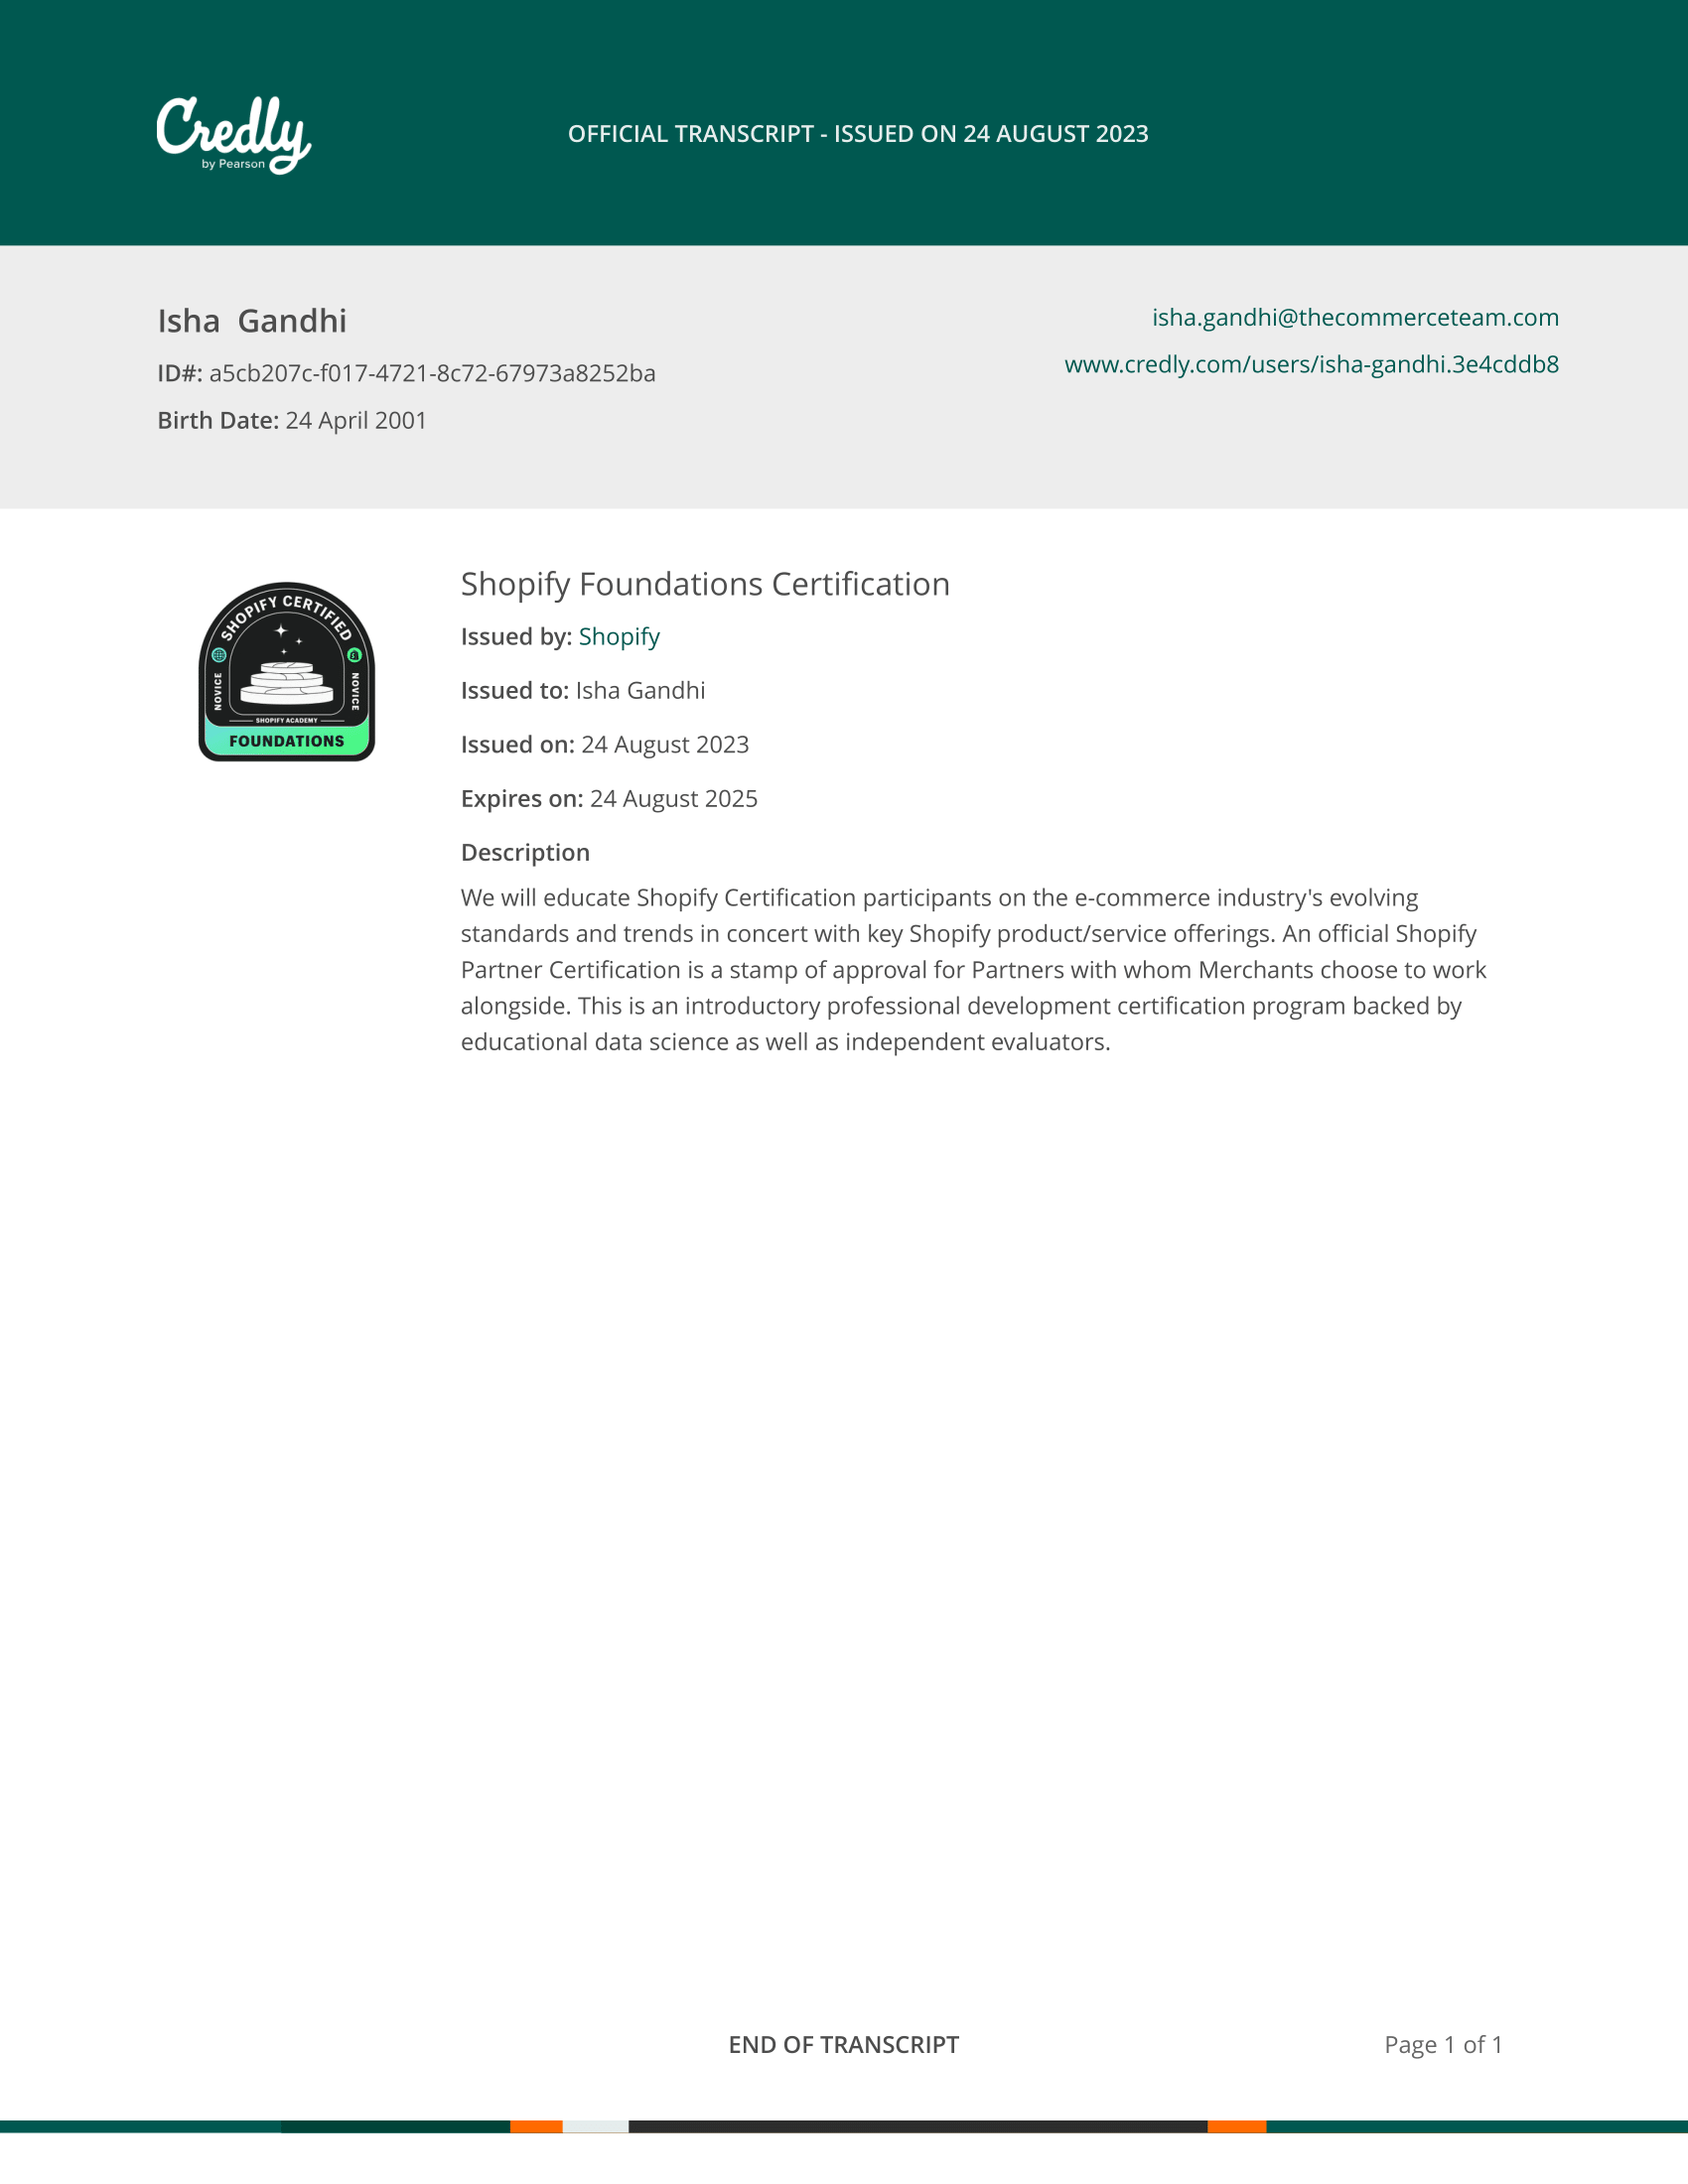 Credly
by Pearson
OFFICIAL TRANSCRIPT - ISSUED ON 24 AUGUST 2023
Isha  Gandhi
ID#: a5cb207c-f017-4721-8c72-67973a8252ba
Birth Date: 24 April 2001
isha.gandhi@thecommerceteam.com
www.credly.com/users/isha-gandhi.3e4cddb8
SHOPIFY CERTIFIED
NOVICE
NOVICE
SHOPIFY ACADEMY
FOUNDATIONS
Shopify Foundations Certification
Issued by: Shopify
Issued to: Isha Gandhi
Issued on: 24 August 2023
Expires on: 24 August 2025
Description
We will educate Shopify Certification participants on the e-commerce industry's evolving
standards and trends in concert with key Shopify product/service offerings. An official Shopify
Partner Certification is a stamp of approval for Partners with whom Merchants choose to work
alongside. This is an introductory professional development certification program backed by
educational data science as well as independent evaluators.
END OF TRANSCRIPT
Page 1 of 1